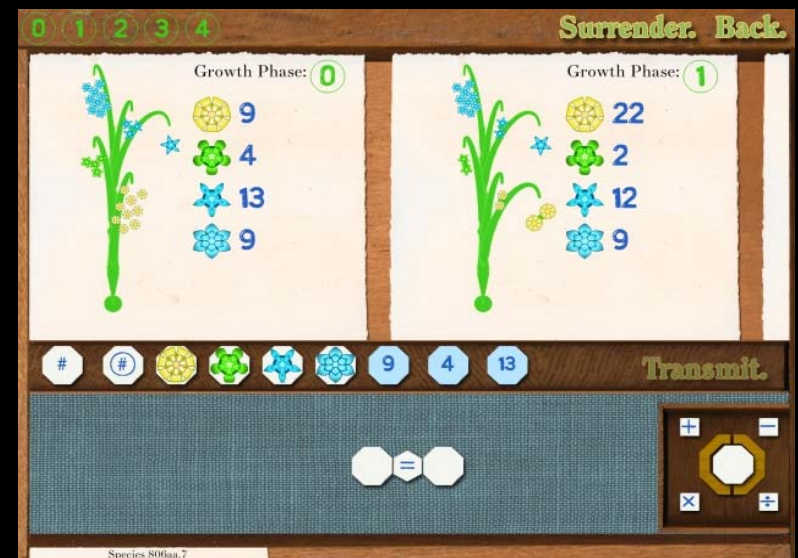 0 1 2 3 4
Surrender. Back.
Growth Phase: 0
9
4
13
9
Growth Phase: 1
22
2
12
9
# # 9 4 13
Transmit.
+ −
=
× ÷
Species 806aa.7